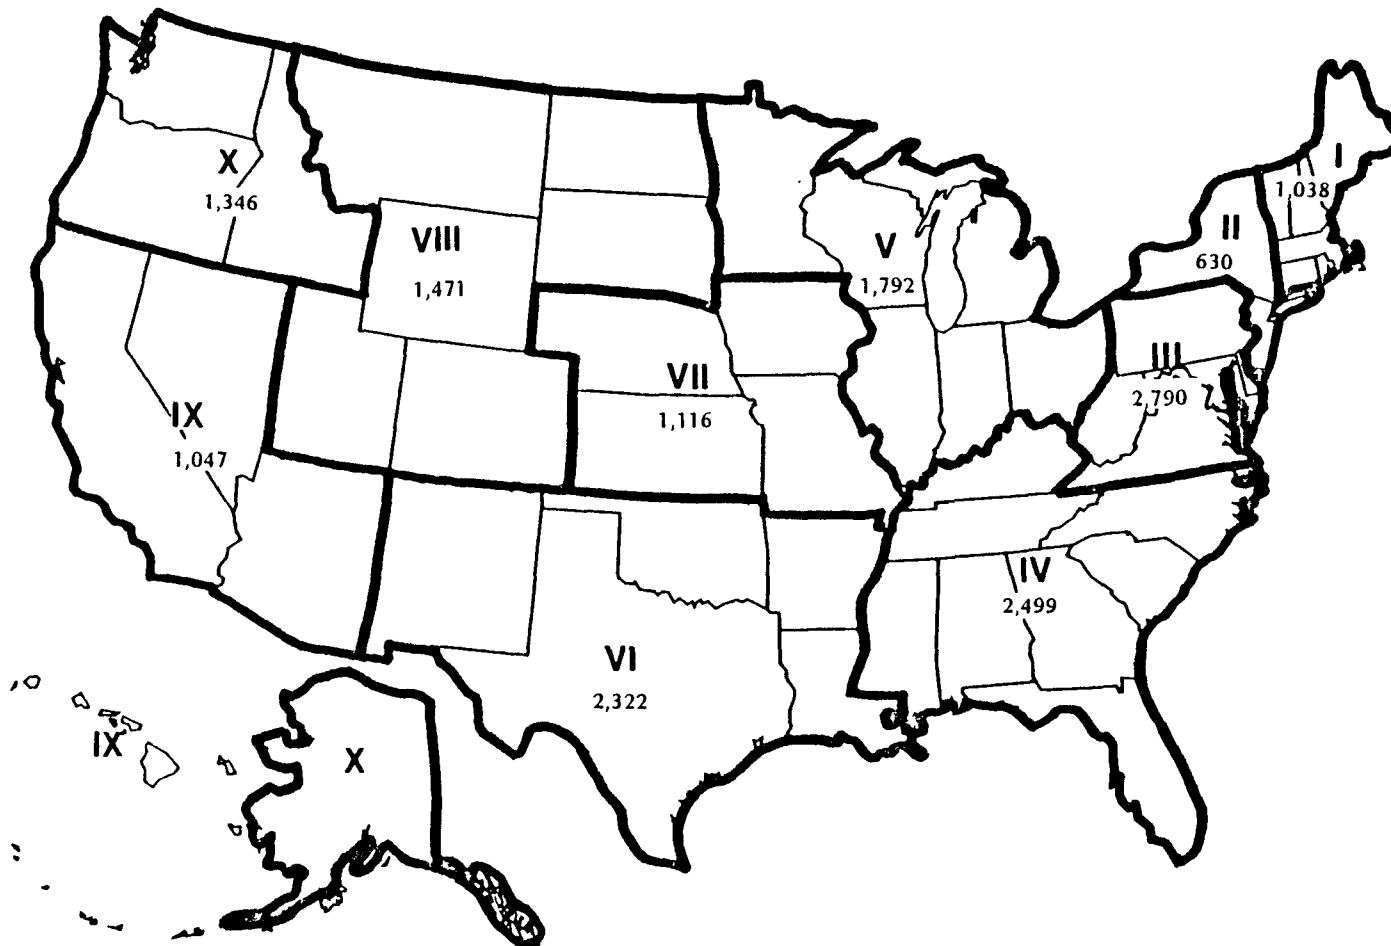 X
1,346
VIII
1,471
V
1,792
I
1,038
II
630
III
2,790
VII
1,116
IX
1,047
IV
2,499
VI
2,322
IX
X